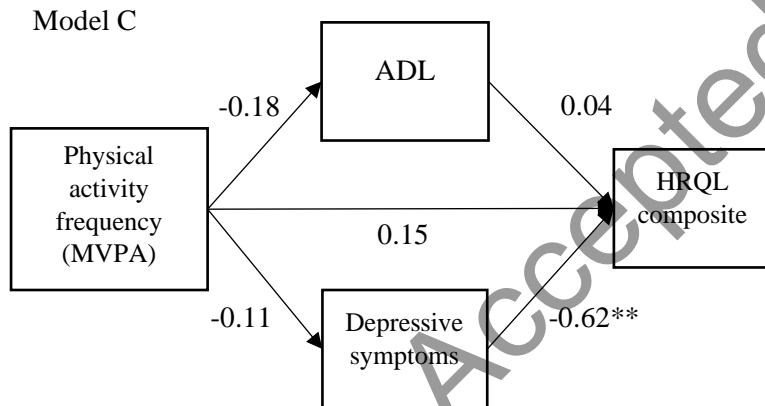 Model C
ADL
-0.18
0.04
Physical
activity
frequency
(MVPA)
HRQL
composite
0.15
-0.11
Depressive
symptoms
-0.62**
Accepted